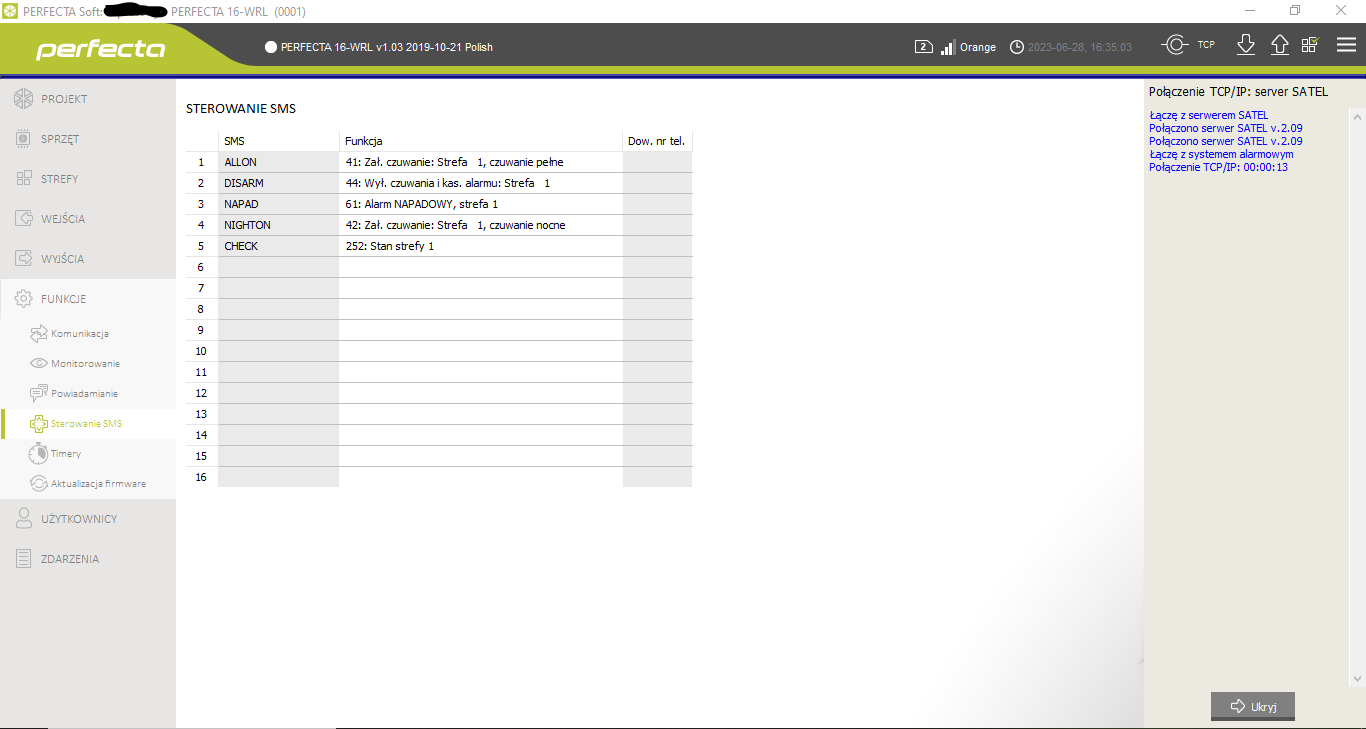 PERFECTA Soft: PERFECTA 16-WRL (0001)
perfecta
PERFECTA 16-WRL v1.03 2019-10-21 Polish
2 Orange 2023-06-28, 16:35:03 TCP
PROJEKT
SPRZĘT
STREFY
WEJŚCIA
WYJŚCIA
FUNKCJE
Komunikacja
Monitorowanie
Powiadamianie
Sterowanie SMS
Timery
Aktualizacja firmware
UŻYTKOWNICY
ZDARZENIA
STEROWANIE SMS
SMS Funkcja Dow. nr tel.
1 ALLON 41: Zał. czuwanie: Strefa 1, czuwanie pełne
2 DISARM 44: Wył. czuwania i kas. alarmu: Strefa 1
3 NAPAD 61: Alarm NAPADOWY, strefa 1
4 NIGHTON 42: Zał. czuwanie: Strefa 1, czuwanie nocne
5 CHECK 252: Stan strefy 1
6
7
8
9
10
11
12
13
14
15
16
Połączenie TCP/IP: server SATEL
Łączę z serwerem SATEL
Połączono serwer SATEL v.2.09
Połączono serwer SATEL v.2.09
Łączę z systemem alarmowym
Połączenie TCP/IP: 00:00:13
Ukryj